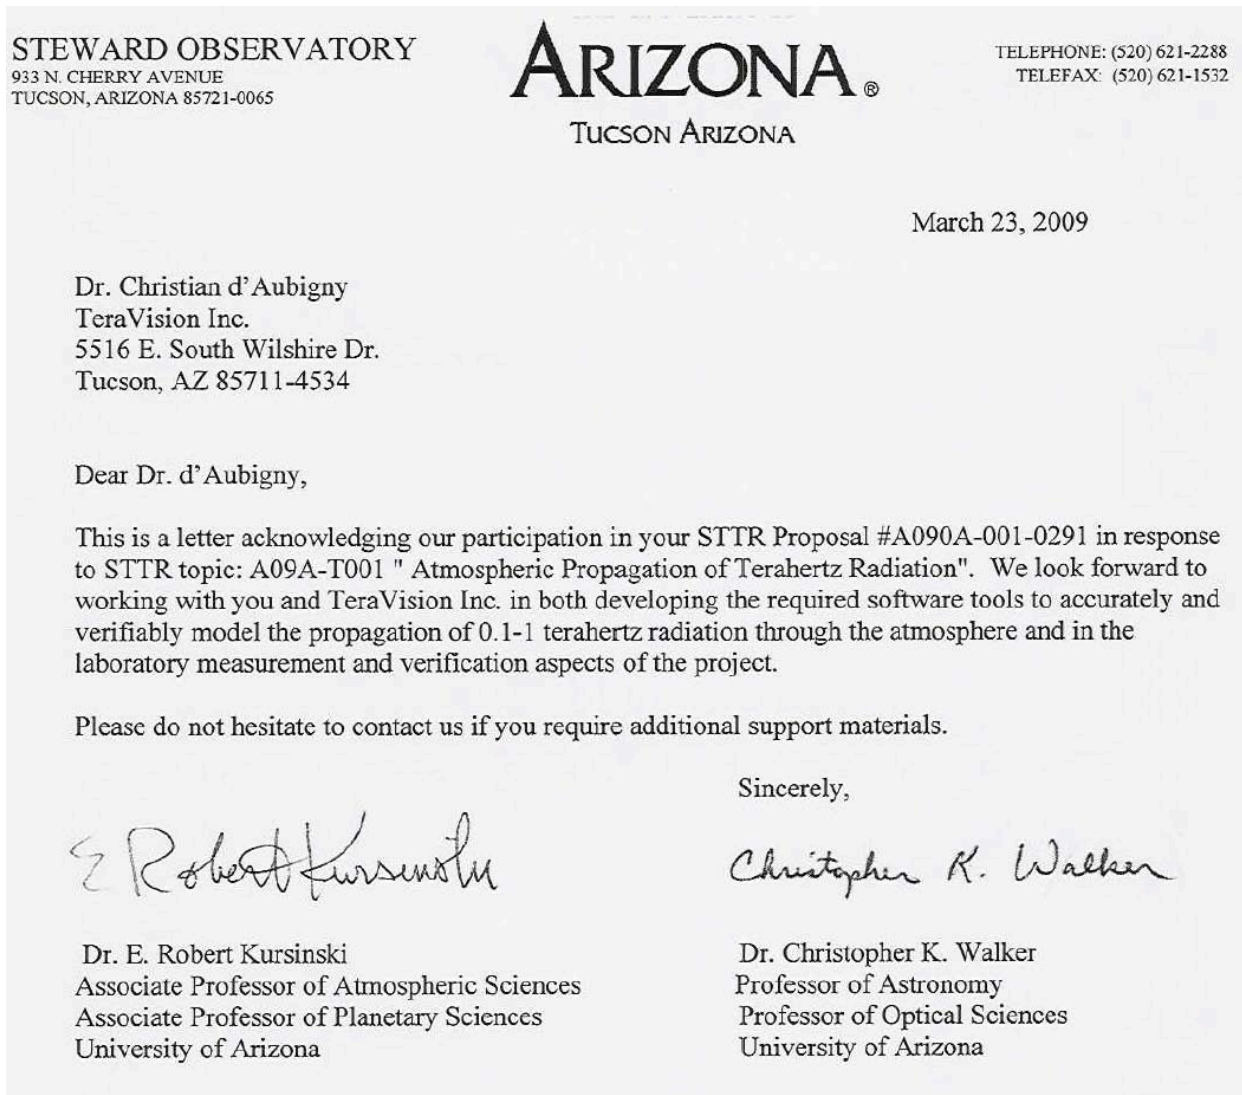 STEWARD OBSERVATORY
933 N. CHERRY AVENUE
TUCSON, ARIZONA 85721-0065
ARIZONA®
TUCSON ARIZONA
TELEPHONE: (520) 621-2288
TELEFAX: (520) 621-1532
March 23, 2009
Dr. Christian d'Aubigny
TeraVision Inc.
5516 E. South Wilshire Dr.
Tucson, AZ 85711-4534
Dear Dr. d'Aubigny,
This is a letter acknowledging our participation in your STTR Proposal #A090A-001-0291 in response
to STTR topic: A09A-T001 " Atmospheric Propagation of Terahertz Radiation". We look forward to
working with you and TeraVision Inc. in both developing the required software tools to accurately and
verifiably model the propagation of 0.1-1 terahertz radiation through the atmosphere and in the
laboratory measurement and verification aspects of the project.
Please do not hesitate to contact us if you require additional support materials.
Sincerely,
E Robert Kursinski
Christopher K. Walker
Dr. E. Robert Kursinski
Associate Professor of Atmospheric Sciences
Associate Professor of Planetary Sciences
University of Arizona
Dr. Christopher K. Walker
Professor of Astronomy
Professor of Optical Sciences
University of Arizona